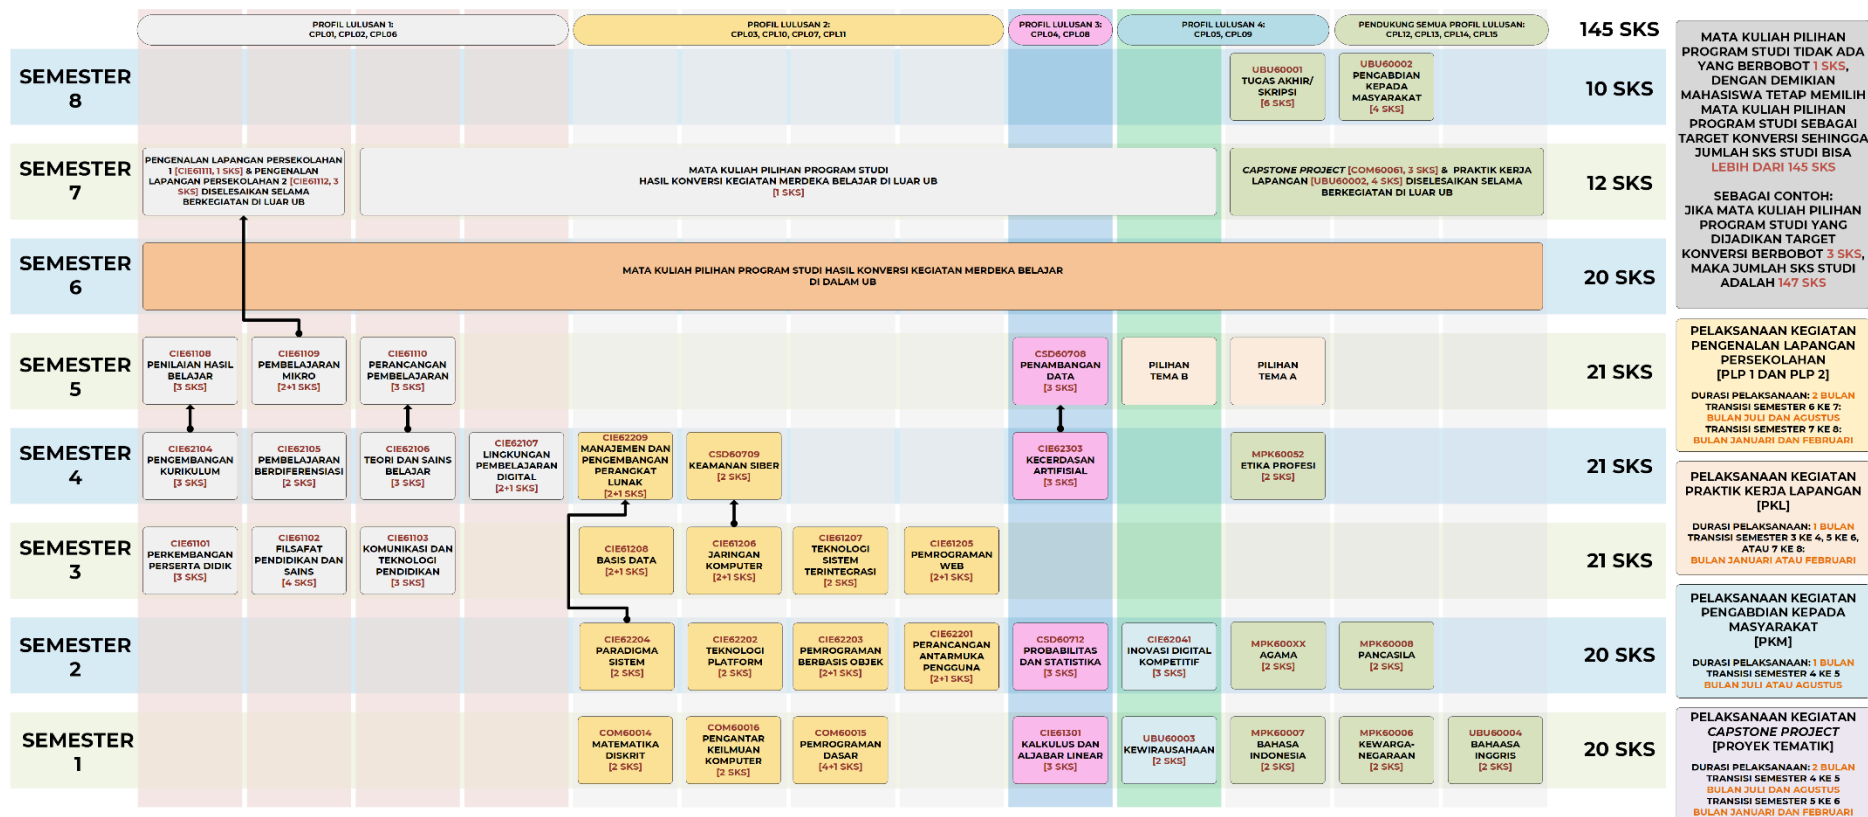 PROFIL LULUSAN 1:
CPL01, CPL02, CPL06
PROFIL LULUSAN 2:
CPL03, CPL10, CPL07, CPL11
PROFIL LULUSAN 3:
CPL04, CPL08
PROFIL LULUSAN 4:
CPL05, CPL09
PENDUKUNG SEMUA PROFIL LULUSAN:
CPL12, CPL13, CPL14, CPL15
145 SKS
SEMESTER
8
UBU60001
TUGAS AKHIR/
SKRIPSI
[6 SKS]
UBU60002
PENGABDIAN
KEPADA
MASYARAKAT
[4 SKS]
10 SKS
SEMESTER
7
PENGENALAN LAPANGAN PERSEKOLAHAN
1 [CIE61111, 1 SKS] & PENGENALAN
LAPANGAN PERSEKOLAHAN 2 [CIE61112, 3
SKS] DISELESAIKAN SELAMA
BERKEGIATAN DI LUAR UB
MATA KULIAH PILIHAN PROGRAM STUDI
HASIL KONVERSI KEGIATAN MERDEKA BELAJAR DI LUAR UB
[1 SKS]
CAPSTONE PROJECT [COM60061, 3 SKS] & PRAKTIK KERJA
LAPANGAN [UBU60002, 4 SKS] DISELESAIKAN SELAMA
BERKEGIATAN DI LUAR UB
12 SKS
SEMESTER
6
MATA KULIAH PILIHAN PROGRAM STUDI HASIL KONVERSI KEGIATAN MERDEKA BELAJAR
DI DALAM UB
20 SKS
SEMESTER
5
CIE61108
PENILAIAN HASIL
BELAJAR
[3 SKS]
CIE61109
PEMBELAJARAN
MIKRO
[2+1 SKS]
CIE61110
PERANCANGAN
PEMBELAJARAN
[3 SKS]
CSD60708
PENAMBANGAN
DATA
[3 SKS]
PILIHAN
TEMA B
PILIHAN
TEMA A
21 SKS
SEMESTER
4
CIE62104
PENGEMBANGAN
KURIKULUM
[3 SKS]
CIE62105
PEMBELAJARAN
BERDIFERENSIASI
[2 SKS]
CIE62106
TEORI DAN SAINS
BELAJAR
[3 SKS]
CIE62107
LINGKUNGAN
PEMBELAJARAN
DIGITAL
[2+1 SKS]
CIE62209
MANAJEMEN DAN
PENGEMBANGAN
PERANGKAT
LUNAK
[2+1 SKS]
CSD60709
KEAMANAN SIBER
[2 SKS]
CIE62303
KECERDASAN
ARTIFISIAL
[3 SKS]
MPK60052
ETIKA PROFESI
[2 SKS]
21 SKS
SEMESTER
3
CIE61101
PERKEMBANGAN
PERSERTA DIDIK
[3 SKS]
CIE61102
FILSAFAT
PENDIDIKAN DAN
SAINS
[4 SKS]
CIE61103
KOMUNIKASI DAN
TEKNOLOGI
PENDIDIKAN
[3 SKS]
CIE61208
BASIS DATA
[2+1 SKS]
CIE61206
JARINGAN
KOMPUTER
[2+1 SKS]
CIE61207
TEKNOLOGI
SISTEM
TERINTEGRASI
[2 SKS]
CIE61205
PEMROGRAMAN
WEB
[2+1 SKS]
21 SKS
SEMESTER
2
CIE62204
PARADIGMA
SISTEM
[2 SKS]
CIE62202
TEKNOLOGI
PLATFORM
[2 SKS]
CIE62203
PEMROGRAMAN
BERBASIS OBJEK
[2+1 SKS]
CIE62201
PERANCANGAN
ANTARMUKA
PENGGUNA
[2+1 SKS]
CSD60712
PROBABILITAS
DAN STATISTIKA
[3 SKS]
CIE62041
INOVASI DIGITAL
KOMPETITIF
[3 SKS]
MPK600XX
AGAMA
[2 SKS]
MPK60008
PANCASILA
[2 SKS]
20 SKS
SEMESTER
1
COM60014
MATEMATIKA
DISKRIT
[2 SKS]
COM60016
PENGANTAR
KEILMUAN
KOMPUTER
[2 SKS]
COM60015
PEMROGRAMAN
DASAR
[4+1 SKS]
CIE61301
KALKULUS DAN
ALJABAR LINEAR
[3 SKS]
UBU60003
KEWIRAUSAHAAN
[2 SKS]
MPK60007
BAHASA
INDONESIA
[2 SKS]
MPK60006
KEWARGA-
NEGARAAN
[2 SKS]
UBU60004
BAHAASA
INGGRIS
[2 SKS]
20 SKS
MATA KULIAH PILIHAN
PROGRAM STUDI TIDAK ADA
YANG BERBOBOT 1 SKS,
DENGAN DEMIKIAN
MAHASISWA TETAP MEMILIH
MATA KULIAH PILIHAN
PROGRAM STUDI SEBAGAI
TARGET KONVERSI SEHINGGA
JUMLAH SKS STUDI BISA
LEBIH DARI 145 SKS
SEBAGAI CONTOH:
JIKA MATA KULIAH PILIHAN
PROGRAM STUDI YANG
DIJADIKAN TARGET
KONVERSI BERBOBOT 3 SKS,
MAKA JUMLAH SKS STUDI
ADALAH 147 SKS
PELAKSANAAN KEGIATAN
PENGENALAN LAPANGAN
PERSEKOLAHAN
[PLP 1 DAN PLP 2]
DURASI PELAKSANAAN: 2 BULAN
TRANSISI SEMESTER 6 KE 7:
BULAN JULI DAN AGUSTUS
TRANSISI SEMESTER 7 KE 8:
BULAN JANUARI DAN FEBRUARI
PELAKSANAAN KEGIATAN
PRAKTIK KERJA LAPANGAN
[PKL]
DURASI PELAKSANAAN: 1 BULAN
TRANSISI SEMESTER 3 KE 4, 5 KE 6,
ATAU 7 KE 8:
BULAN JANUARI ATAU FEBRUARI
PELAKSANAAN KEGIATAN
PENGABDIAN KEPADA
MASYARAKAT
[PKM]
DURASI PELAKSANAAN: 1 BULAN
TRANSISI SEMESTER 4 KE 5
BULAN JULI ATAU AGUSTUS
PELAKSANAAN KEGIATAN
CAPSTONE PROJECT
[PROYEK TEMATIK]
DURASI PELAKSANAAN: 2 BULAN
TRANSISI SEMESTER 4 KE 5
BULAN JULI DAN AGUSTUS
TRANSISI SEMESTER 5 KE 6
BULAN JANUARI DAN FEBRUARI